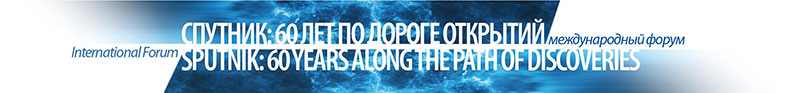 СПУТНИК: 60 ЛЕТ ПО ДОРОГЕ ОТКРЫТИЙ международный форум
International Forum SPUTNIK: 60 YEARS ALONG THE PATH OF DISCOVERIES